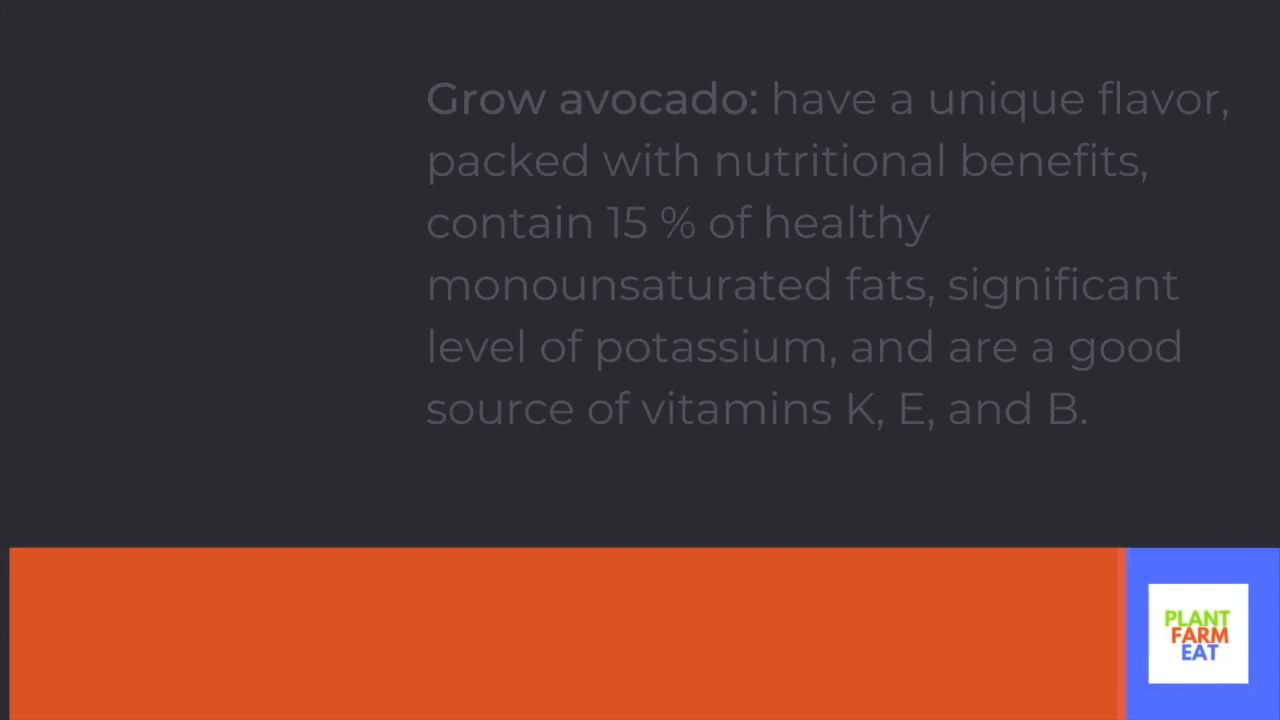 Grow avocado: have a unique flavor,
packed with nutritional benefits,
contain 15 % of healthy
monounsaturated fats, significant
level of potassium, and are a good
source of vitamins K, E, and B.
PLANT
FARM
EAT